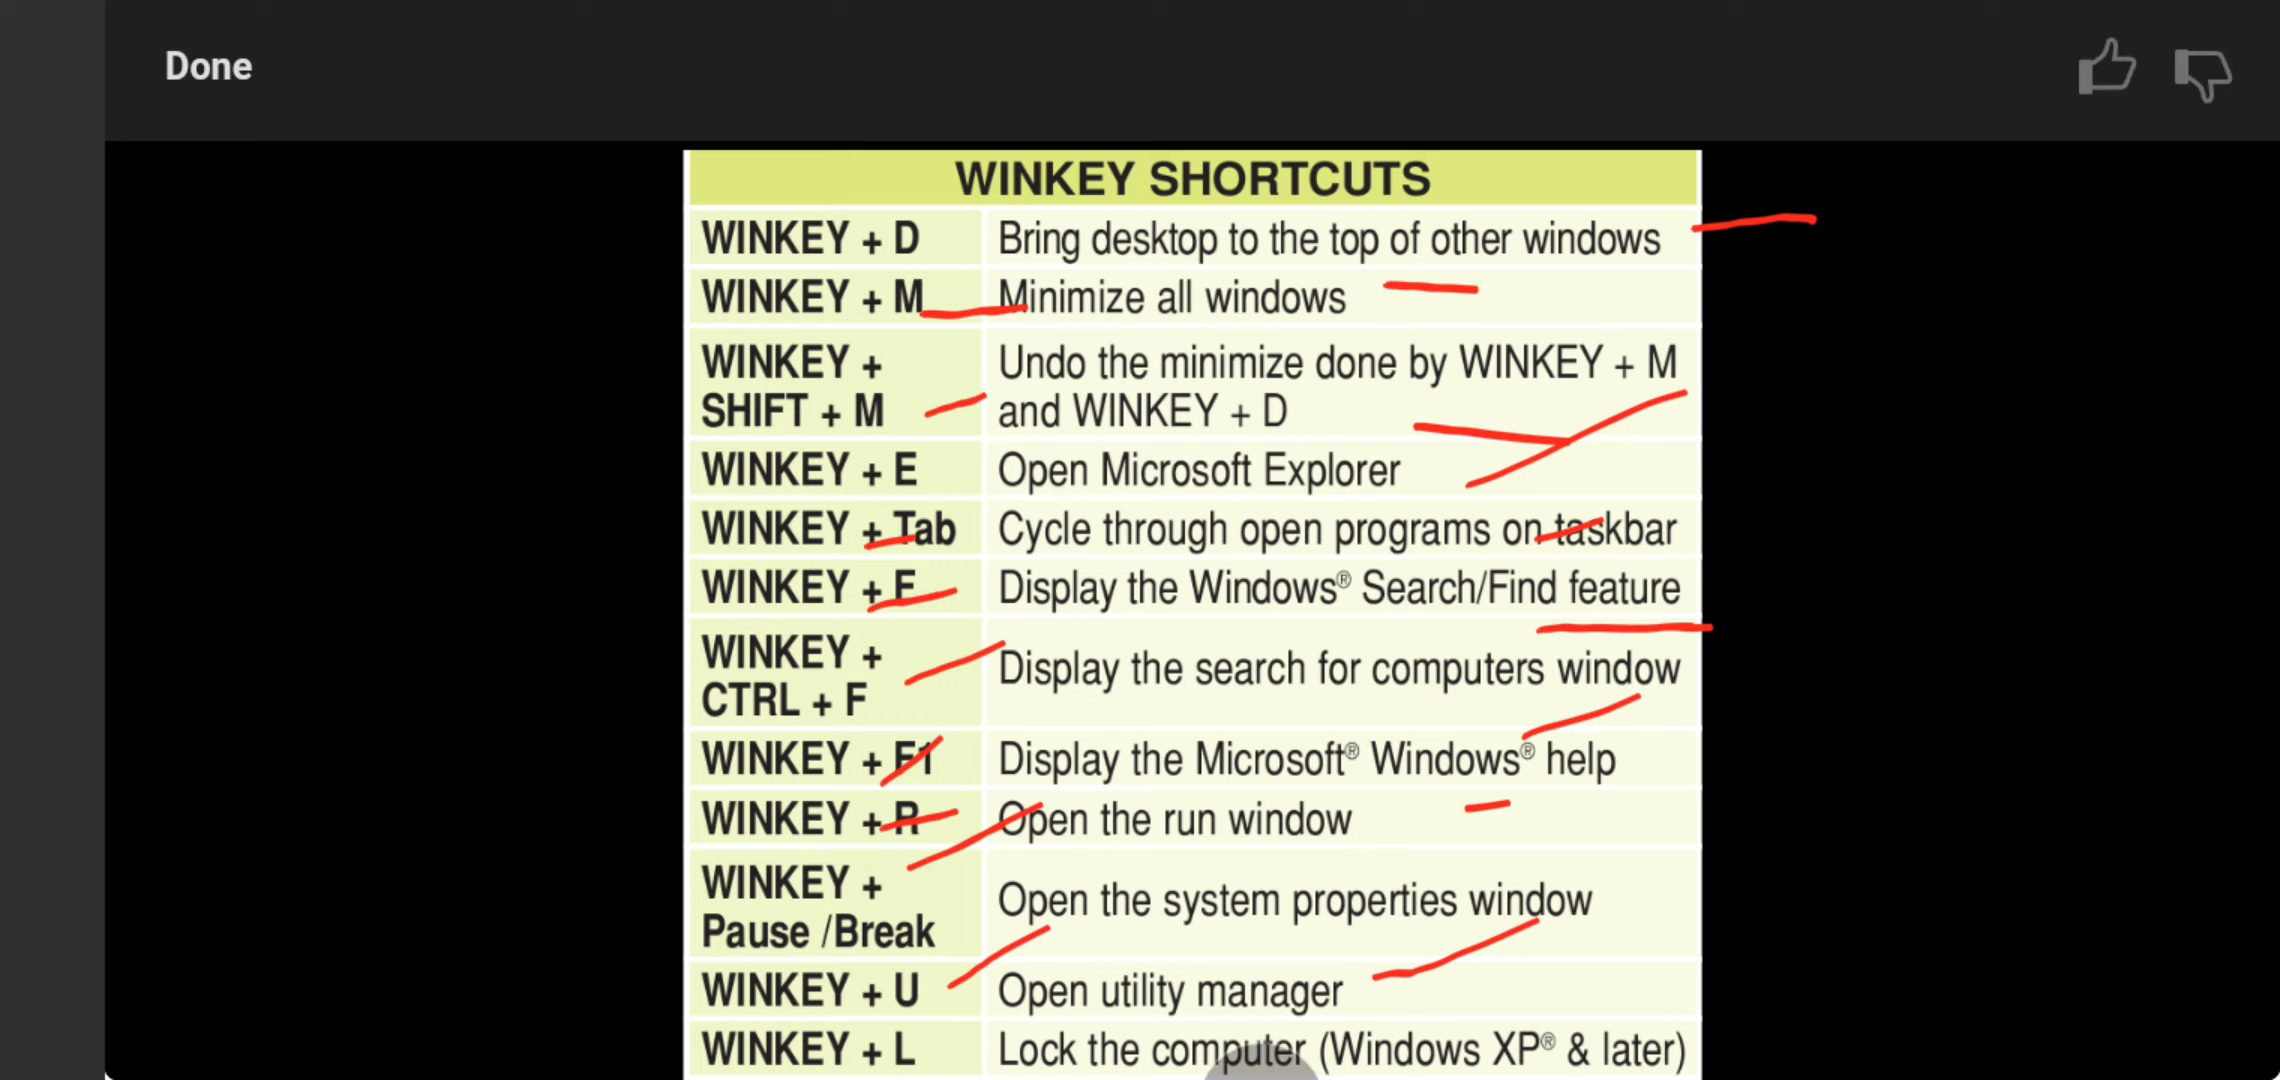 Done
WINKEY SHORTCUTS
WINKEY + D Bring desktop to the top of other windows
WINKEY + M Minimize all windows
WINKEY + Undo the minimize done by WINKEY + M
SHIFT + M and WINKEY + D
WINKEY + E Open Microsoft Explorer
WINKEY + Tab Cycle through open programs on taskbar
WINKEY + F Display the Windows® Search/Find feature
WINKEY +
CTRL + F
Display the search for computers window
WINKEY + F1 Display the Microsoft® Windows® help
WINKEY + R Open the run window
WINKEY +
Pause /Break
Open the system properties window
WINKEY + U Open utility manager
WINKEY + L Lock the computer (Windows XP® & later)